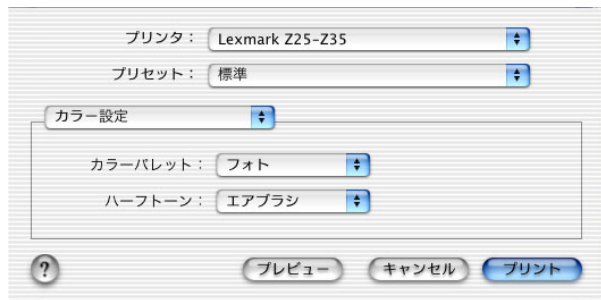 プリンタ： Lexmark Z25-Z35
プリセット： 標準
カラー設定
カラーパレット： フォト
ハーフトーン： エアブラシ
? プレビュー キャンセル プリント